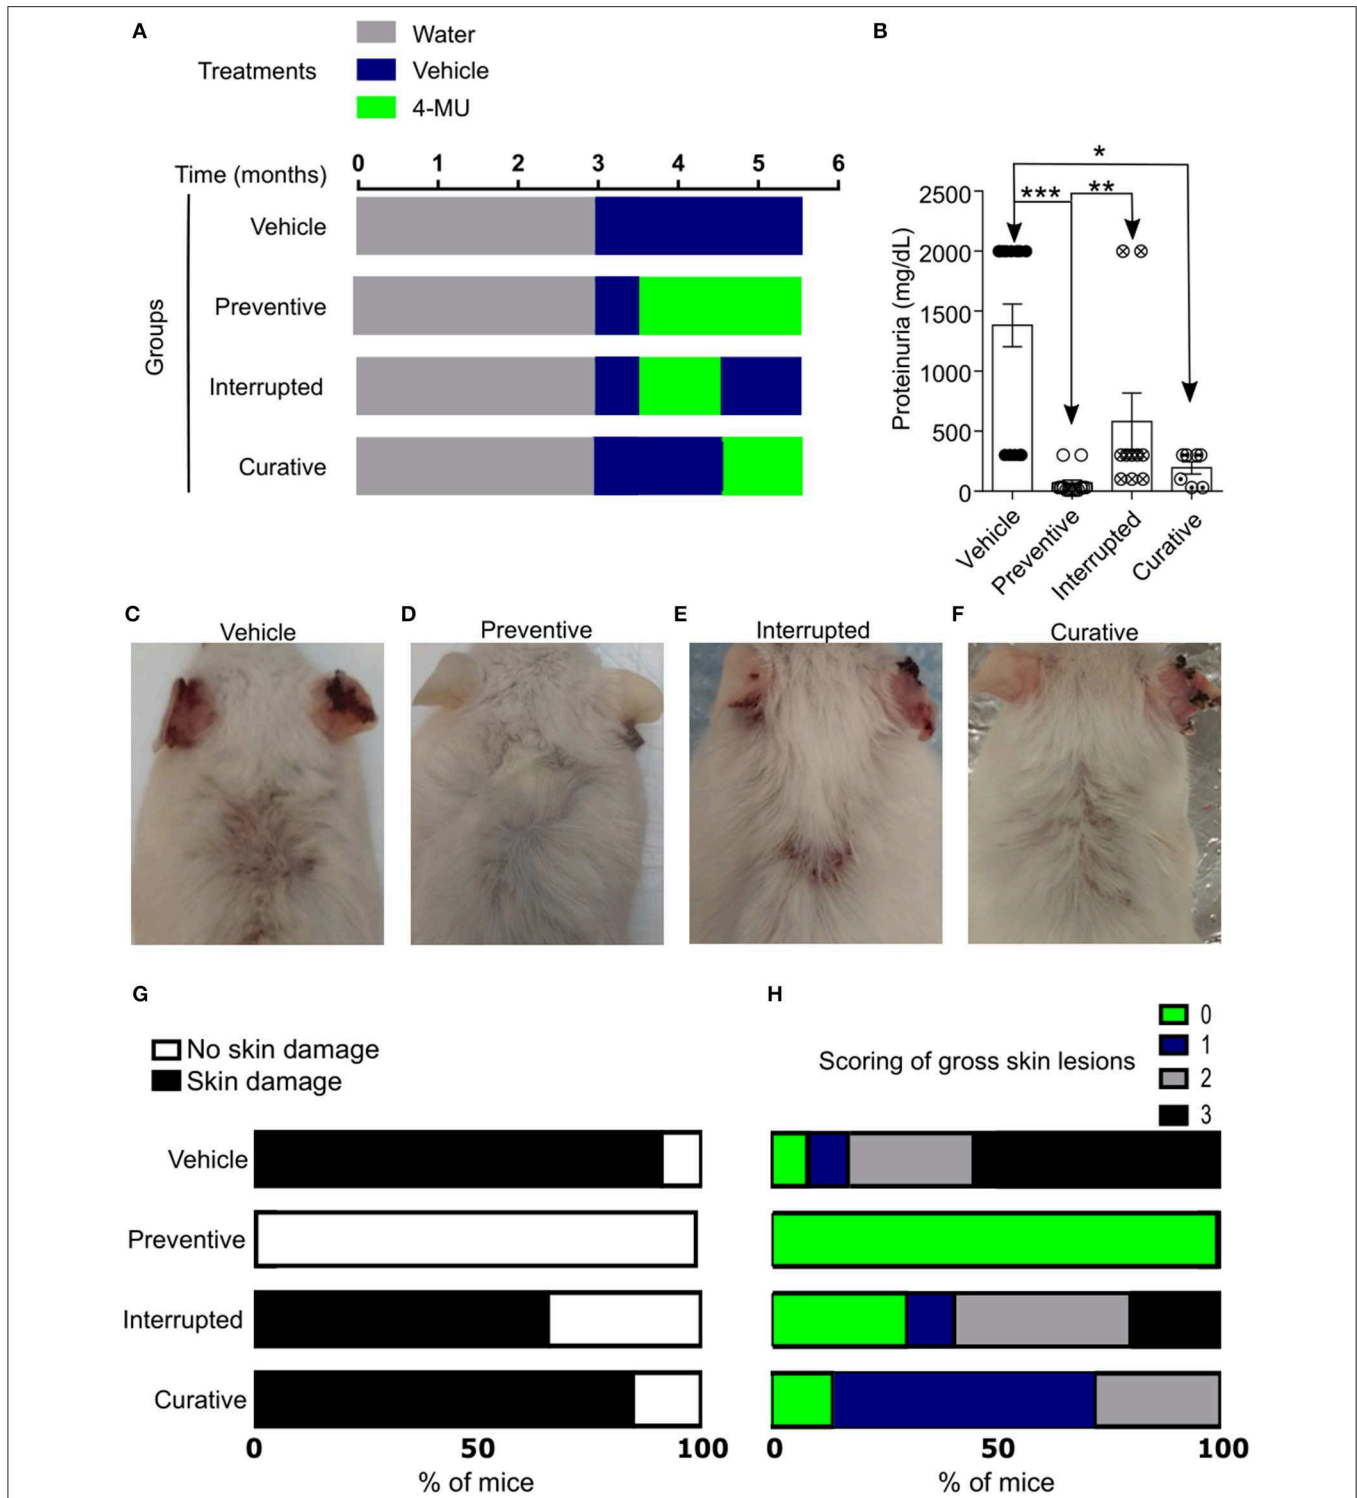 A
Water
Treatments
Vehicle
4-MU
Time (months)
0 1 2 3 4 5 6
Groups
Vehicle
Preventive
Interrupted
Curative
B
*
*** **
Proteinuria (mg/dL)
2500
2000
1500
1000
500
0
Vehicle
Preventive
Interrupted
Curative
C
Vehicle
D
Preventive
E
Interrupted
F
Curative
G
No skin damage
Skin damage
Vehicle
Preventive
Interrupted
Curative
0 50 100
% of mice
H
Scoring of gross skin lesions
0
1
2
3
0 50 100
% of mice